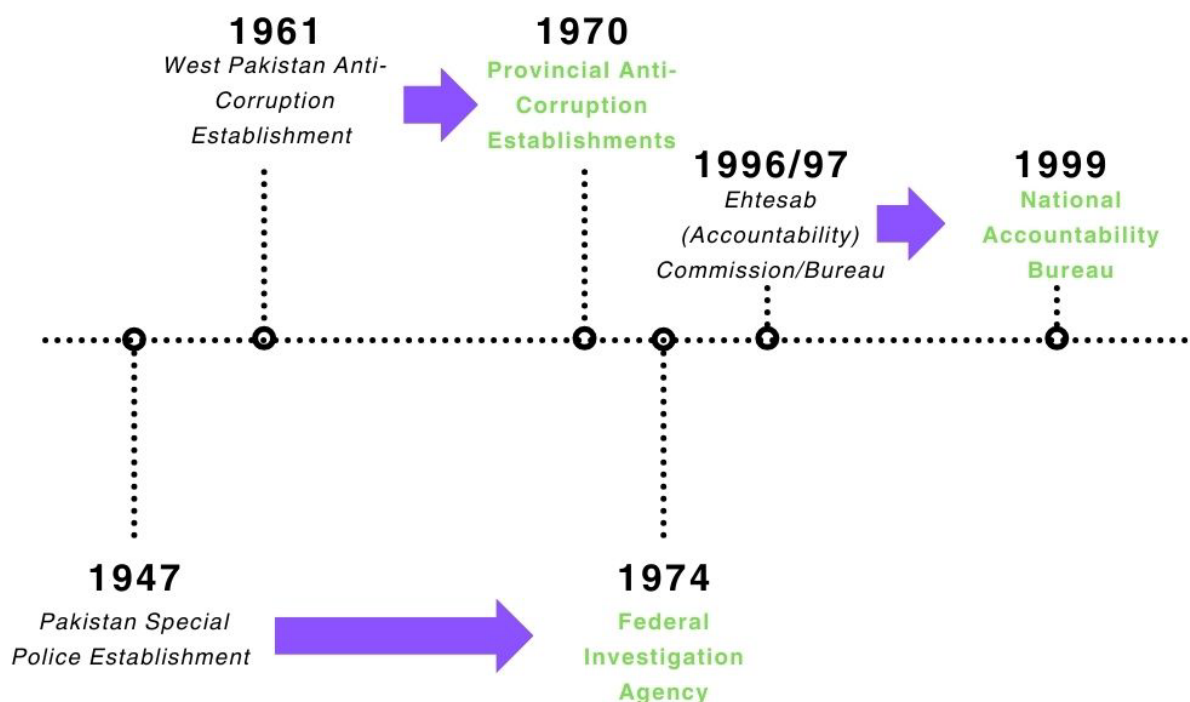 1961
West Pakistan Anti-
Corruption
Establishment
1970
Provincial Anti-
Corruption
Establishments
1996/97
Ehtesab
(Accountability)
Commission/Bureau
1999
National
Accountability
Bureau
1947
Pakistan Special
Police Establishment
1974
Federal
Investigation
Agency